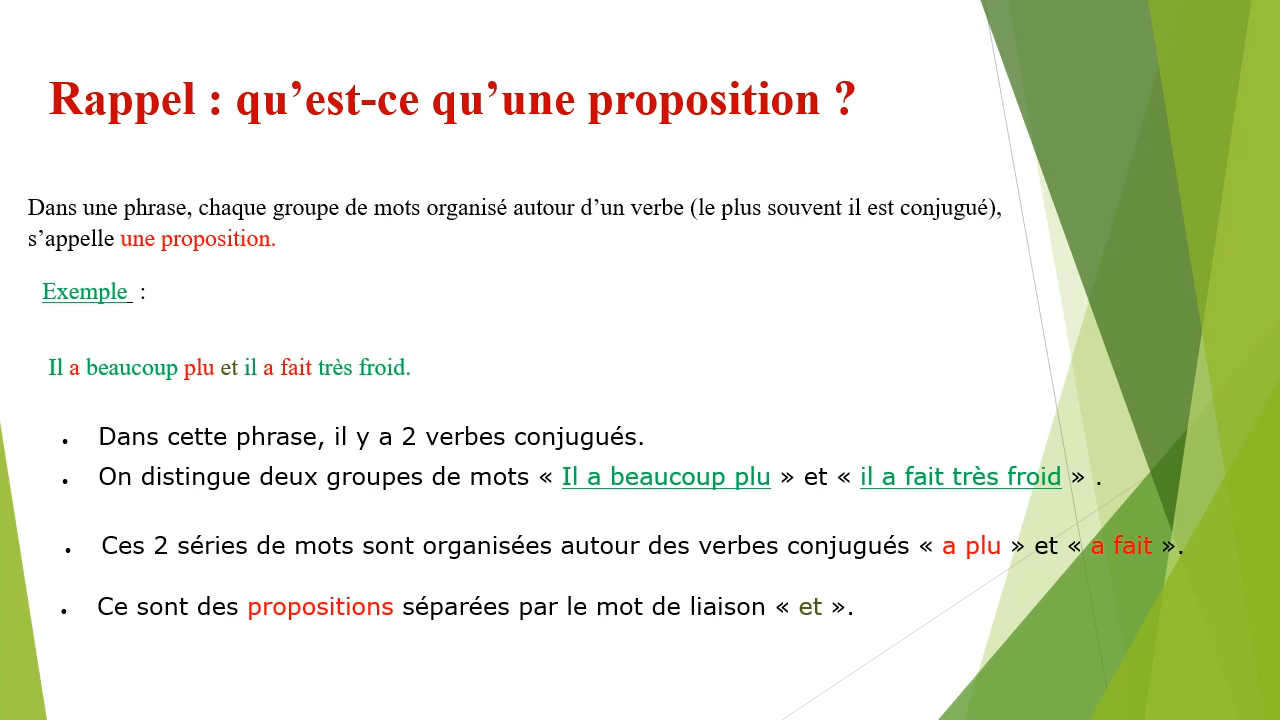 Rappel : qu’est-ce qu’une proposition ?
Dans une phrase, chaque groupe de mots organisé autour d’un verbe (le plus souvent il est conjugué),
s’appelle une proposition.
Exemple :
Il a beaucoup plu et il a fait très froid.
• Dans cette phrase, il y a 2 verbes conjugués.
• On distingue deux groupes de mots « Il a beaucoup plu » et « il a fait très froid » .
• Ces 2 séries de mots sont organisées autour des verbes conjugués « a plu » et « a fait ».
• Ce sont des propositions séparées par le mot de liaison « et ».